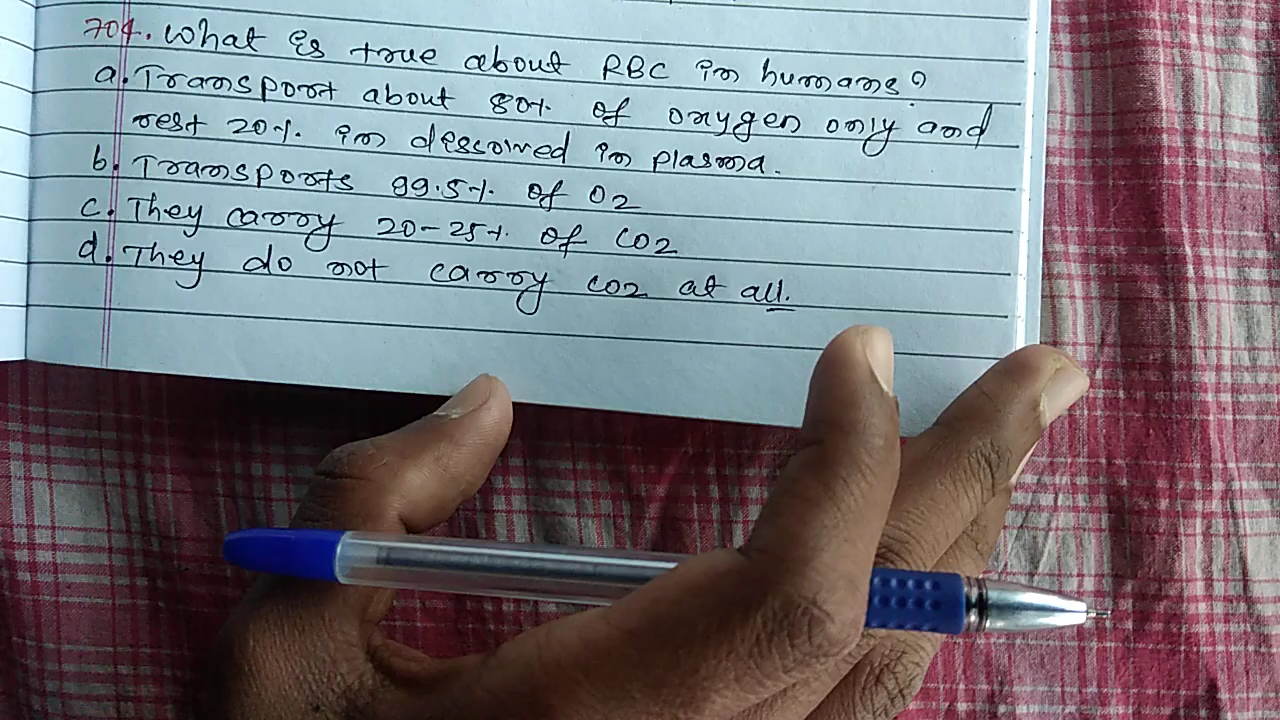 704. What is true about RBC in humans?
a. Transport about 80% of oxygen only and
rest 20% in dissolved in plasma.
b. Transports 99.5% of O2
c. They carry 20-25% of CO2
d. They do not carry CO2 at all.